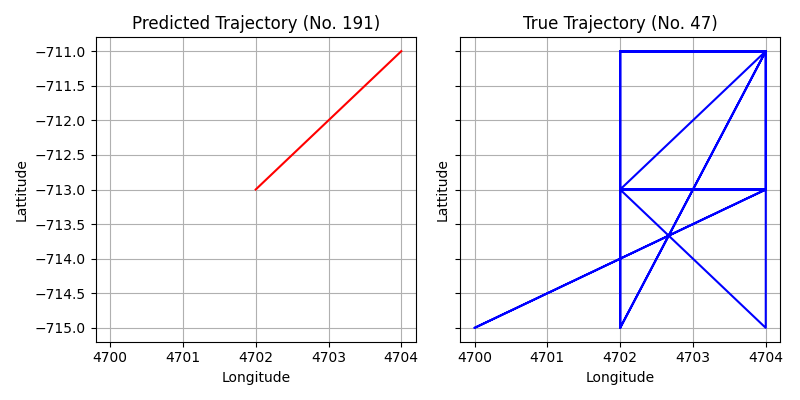 Predicted Trajectory (No. 191)
True Trajectory (No. 47)
−711.0
−711.5
−712.0
−712.5
−713.0
−713.5
−714.0
−714.5
−715.0
Lattitude
Lattitude
4700 4701 4702 4703 4704
4700 4701 4702 4703 4704
Longitude
Longitude